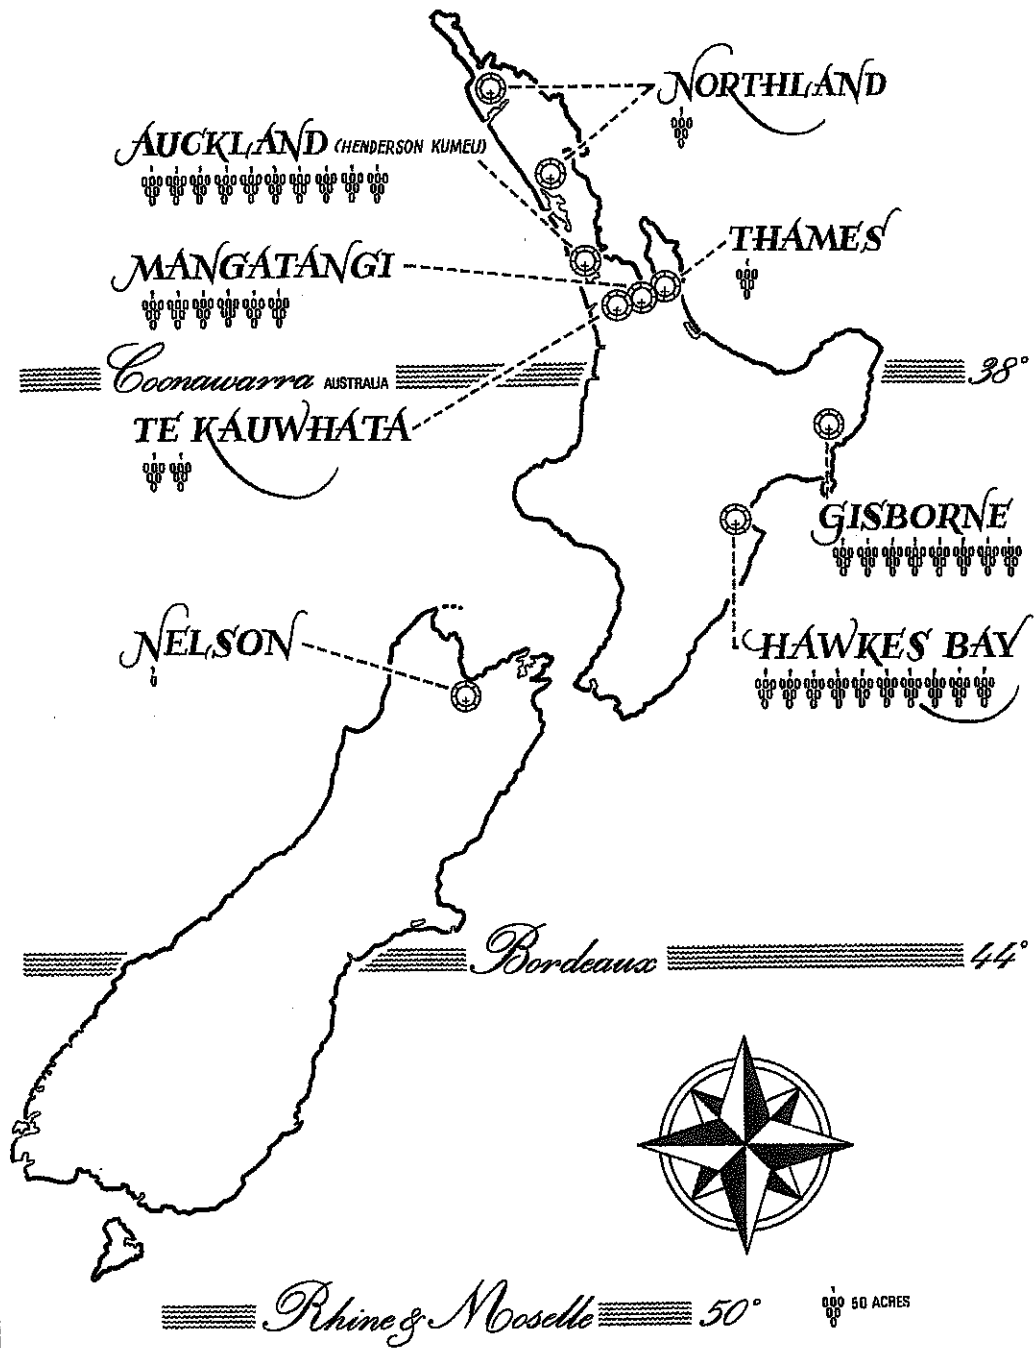 NORTHLAND
AUCKLAND (HENDERSON KUMEU)
THAMES
MANGATANGI
Coonawarra AUSTRALIA 38°
TE KAUWHATA
GISBORNE
NELSON
HAWKES BAY
Bordeaux 44°
Rhine & Moselle 50°
50 ACRES